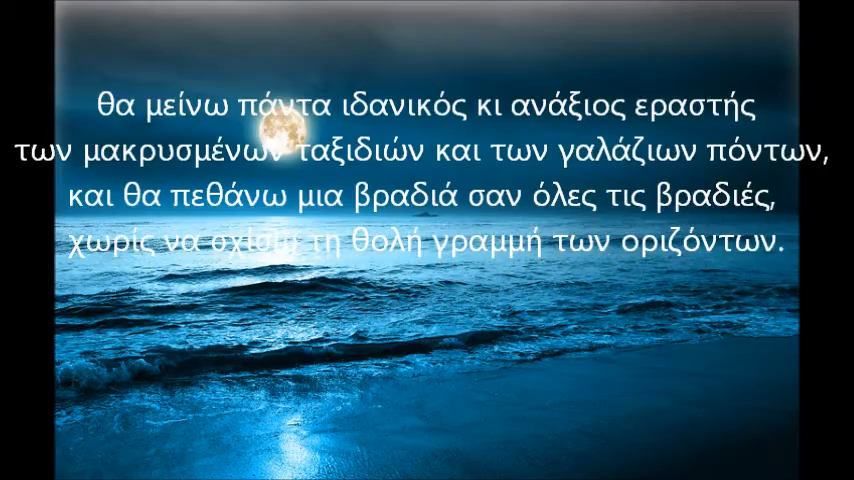 θα μείνω πάντα ιδανικός κι ανάξιος εραστής
των μακρυσμένων ταξιδιών και των γαλάζιων πόντων,
και θα πεθάνω μια βραδιά σαν όλες τις βραδιές,
χωρίς να σχίσω τη θολή γραμμή των οριζόντων.